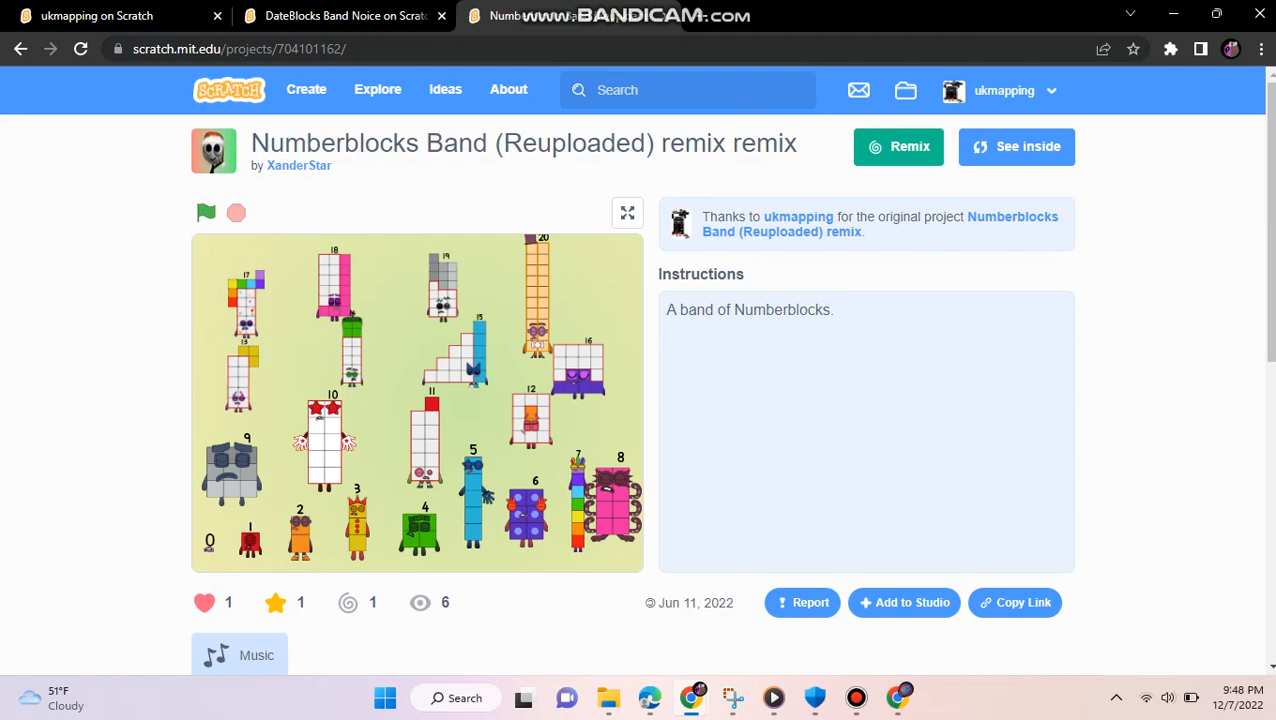 ukmapping on Scratch
DateBlocks Band Noice on Scratc
Numb
WWW.BANDICAM.COM
scratch.mit.edu/projects/704101162/
SCRATCH
Create
Explore
Ideas
About
Search
ukmapping
Numberblocks Band (Reuploaded) remix remix
by XanderStar
Remix
See inside
Thanks to ukmapping for the original project Numberblocks
Band (Reuploaded) remix.
Instructions
A band of Numberblocks.
17
18
19
20
13
15
16
10
11
12
9
5
7
8
3
6
2
4
0
1
1
1
1
6
Jun 11, 2022
Report
Add to Studio
Copy Link
Music
51°F
Cloudy
Search
9:48 PM
12/7/2022